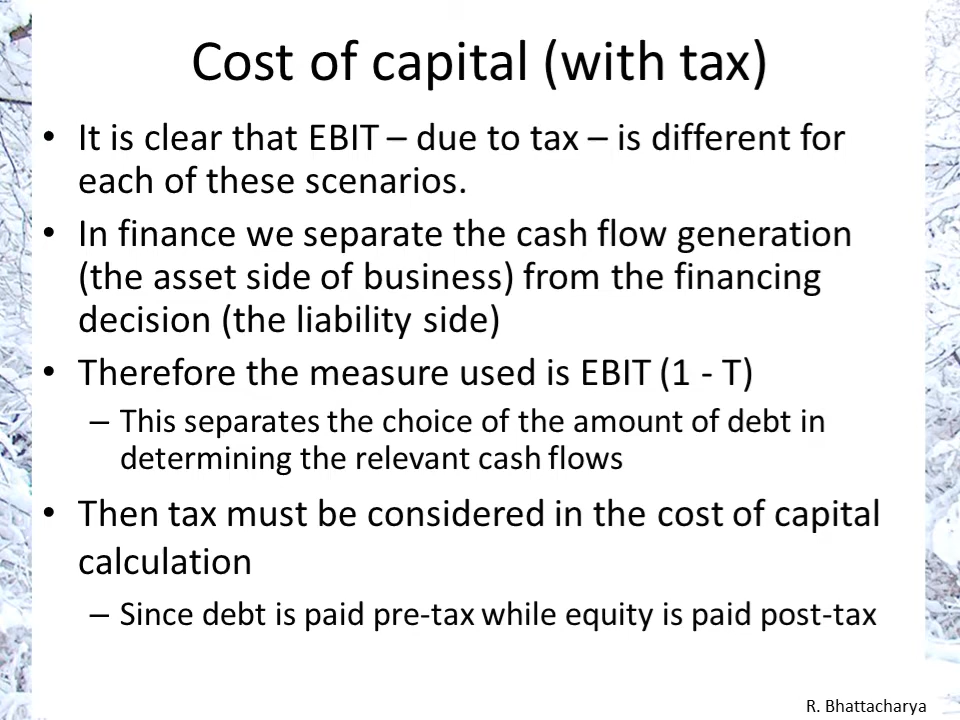 Cost of capital (with tax)
• It is clear that EBIT – due to tax – is different for
each of these scenarios.
• In finance we separate the cash flow generation
(the asset side of business) from the financing
decision (the liability side)
• Therefore the measure used is EBIT (1 - T)
– This separates the choice of the amount of debt in
determining the relevant cash flows
• Then tax must be considered in the cost of capital
calculation
– Since debt is paid pre-tax while equity is paid post-tax
R. Bhattacharya